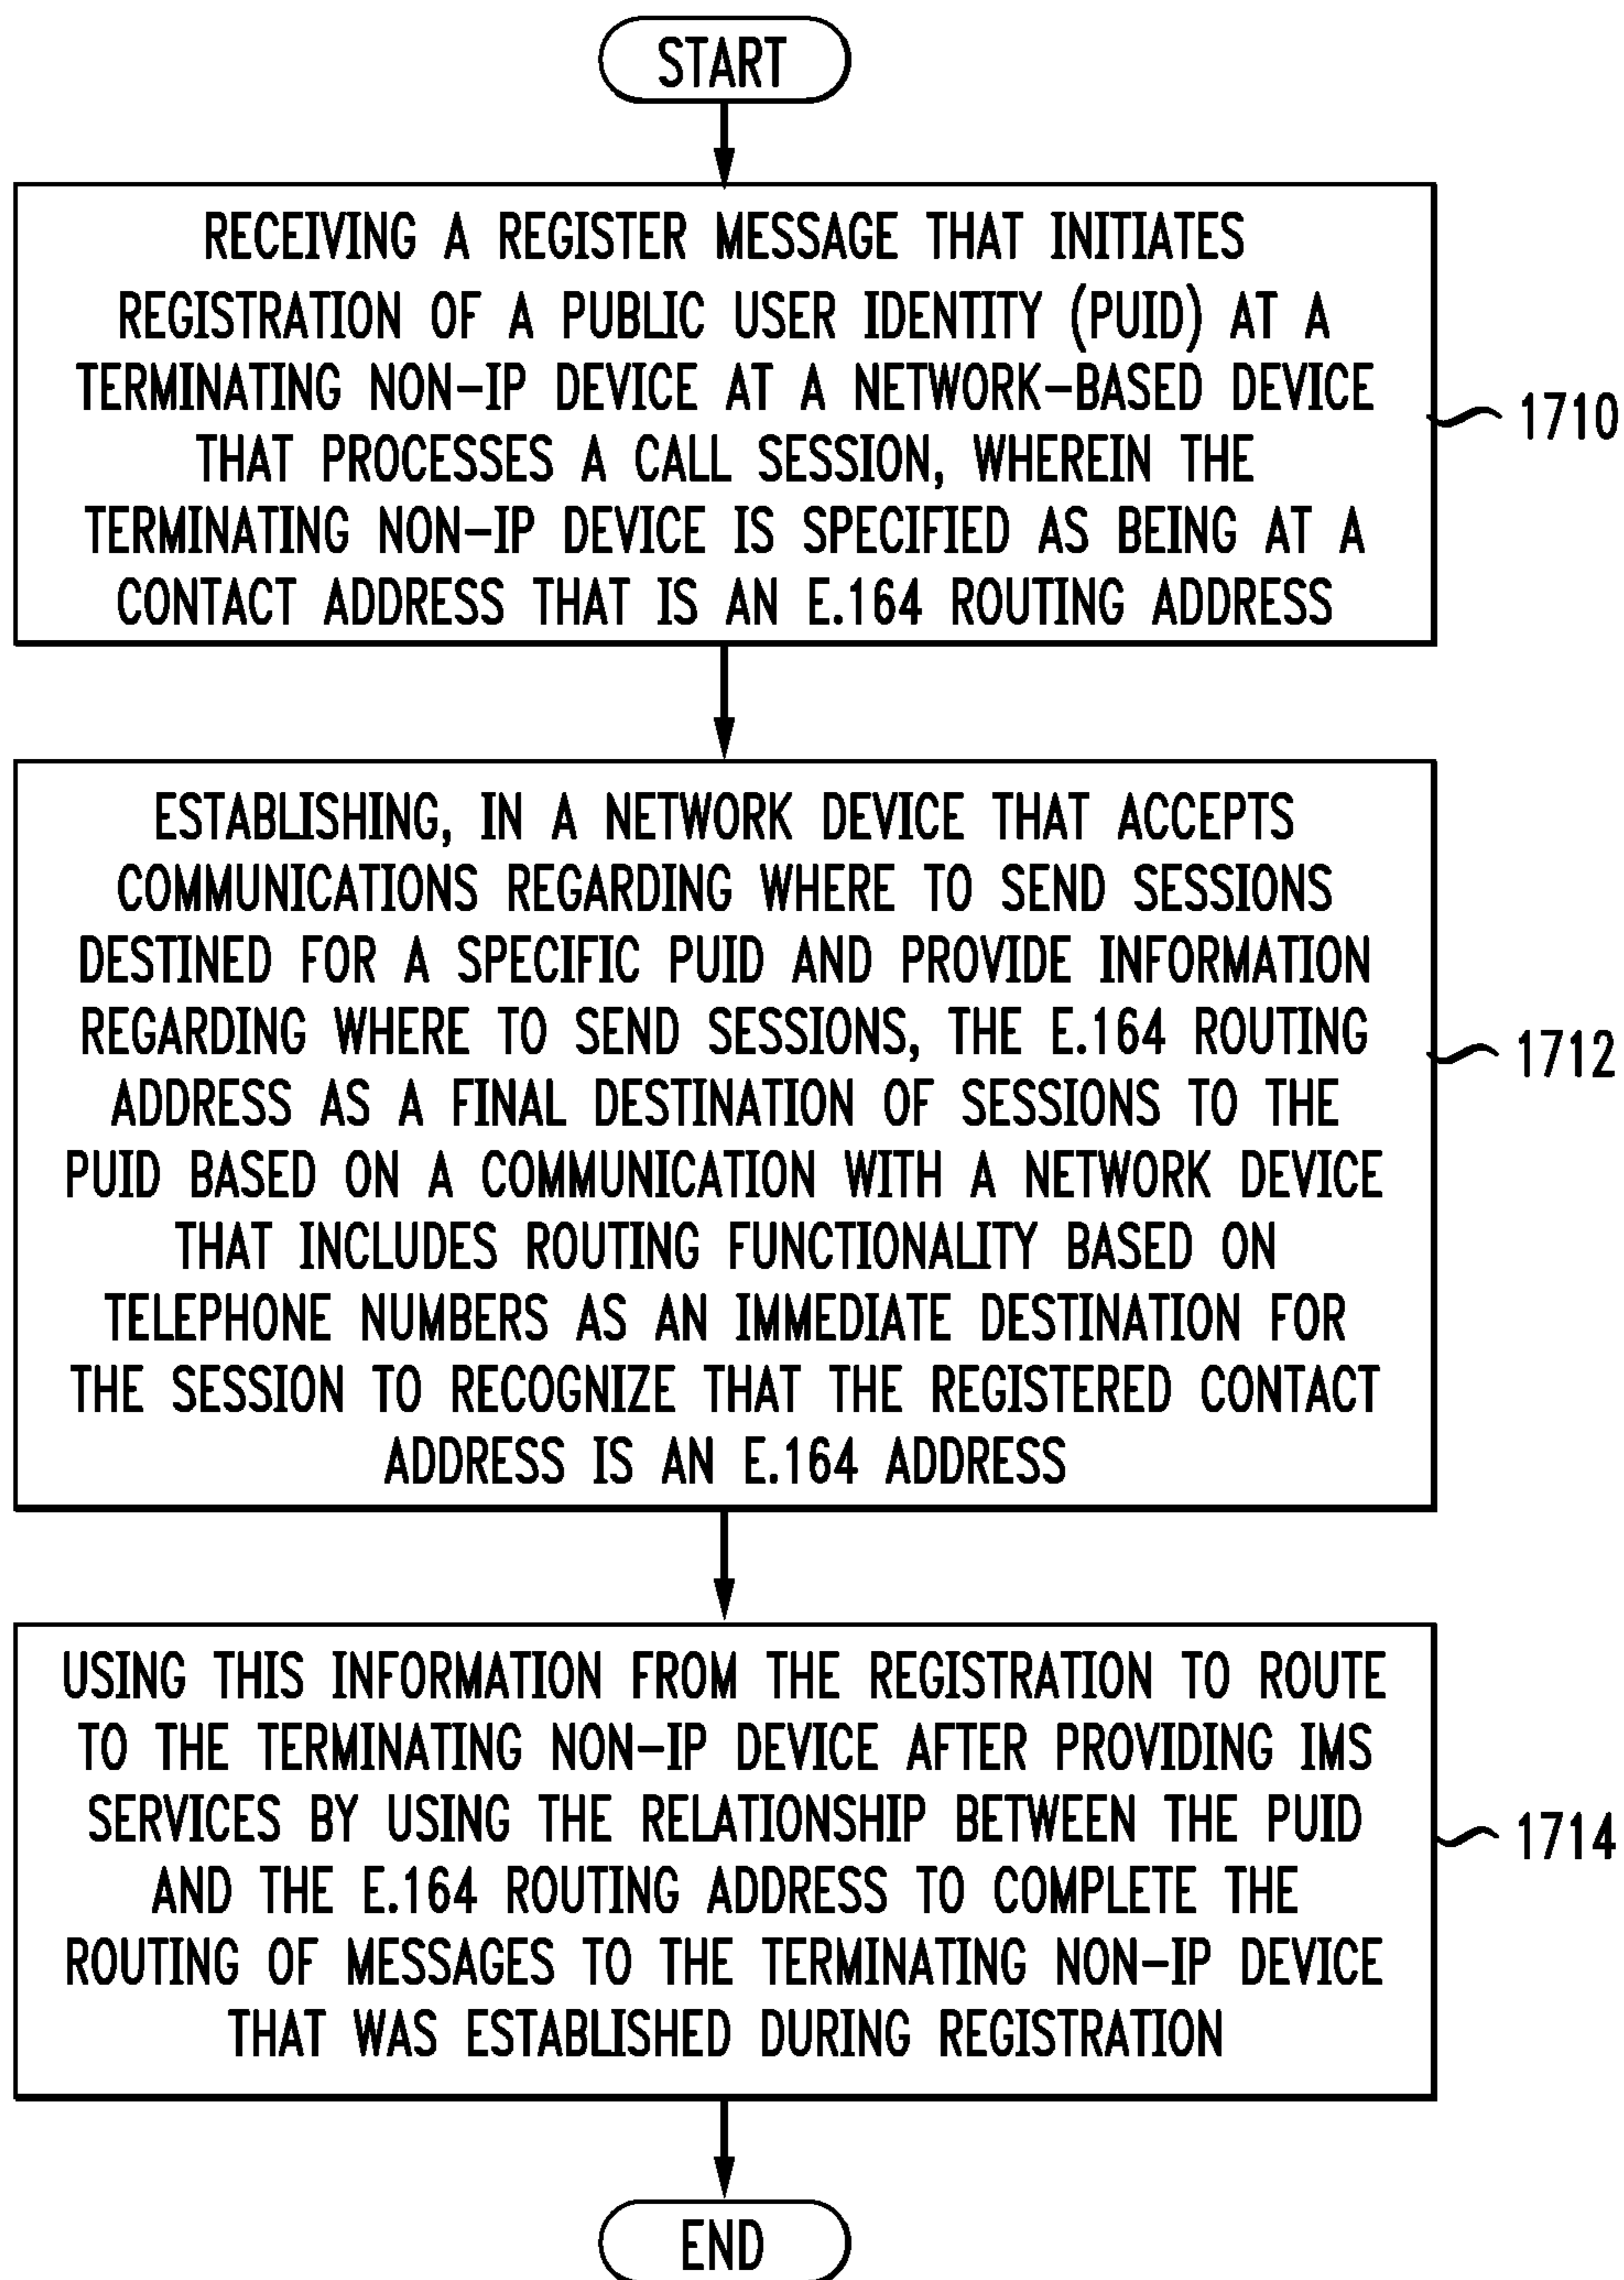 START
RECEIVING A REGISTER MESSAGE THAT INITIATES
REGISTRATION OF A PUBLIC USER IDENTITY (PUID) AT A
TERMINATING NON-IP DEVICE AT A NETWORK-BASED DEVICE
THAT PROCESSES A CALL SESSION, WHEREIN THE
TERMINATING NON-IP DEVICE IS SPECIFIED AS BEING AT A
CONTACT ADDRESS THAT IS AN E.164 ROUTING ADDRESS
1710
ESTABLISHING, IN A NETWORK DEVICE THAT ACCEPTS
COMMUNICATIONS REGARDING WHERE TO SEND SESSIONS
DESTINED FOR A SPECIFIC PUID AND PROVIDE INFORMATION
REGARDING WHERE TO SEND SESSIONS, THE E.164 ROUTING
ADDRESS AS A FINAL DESTINATION OF SESSIONS TO THE
PUID BASED ON A COMMUNICATION WITH A NETWORK DEVICE
THAT INCLUDES ROUTING FUNCTIONALITY BASED ON
TELEPHONE NUMBERS AS AN IMMEDIATE DESTINATION FOR
THE SESSION TO RECOGNIZE THAT THE REGISTERED CONTACT
ADDRESS IS AN E.164 ADDRESS
1712
USING THIS INFORMATION FROM THE REGISTRATION TO ROUTE
TO THE TERMINATING NON-IP DEVICE AFTER PROVIDING IMS
SERVICES BY USING THE RELATIONSHIP BETWEEN THE PUID
AND THE E.164 ROUTING ADDRESS TO COMPLETE THE
ROUTING OF MESSAGES TO THE TERMINATING NON-IP DEVICE
THAT WAS ESTABLISHED DURING REGISTRATION
1714
END